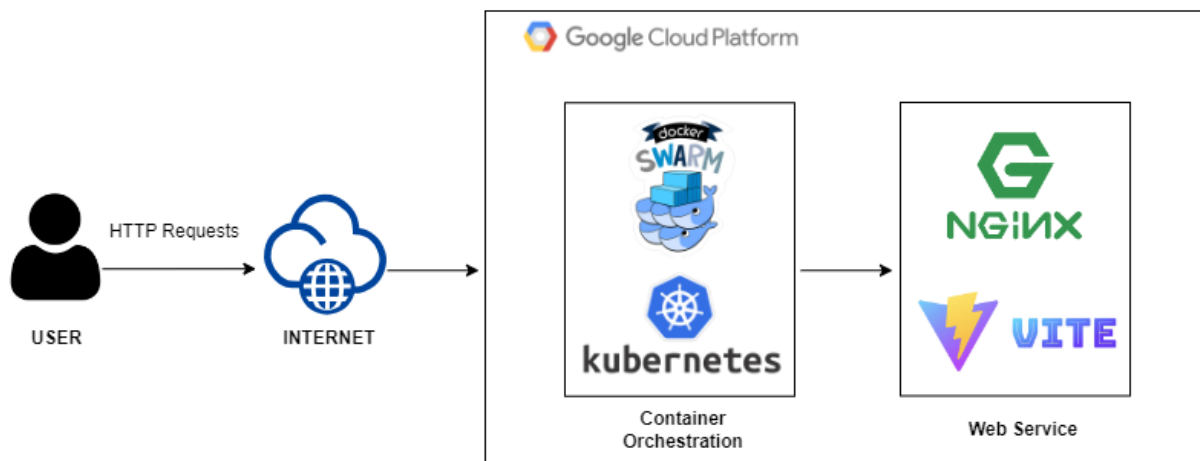 Google Cloud Platform
docker
SWARM
HTTP Requests
NGiNX
USER
INTERNET
kubernetes
VITE
Container
Orchestration
Web Service